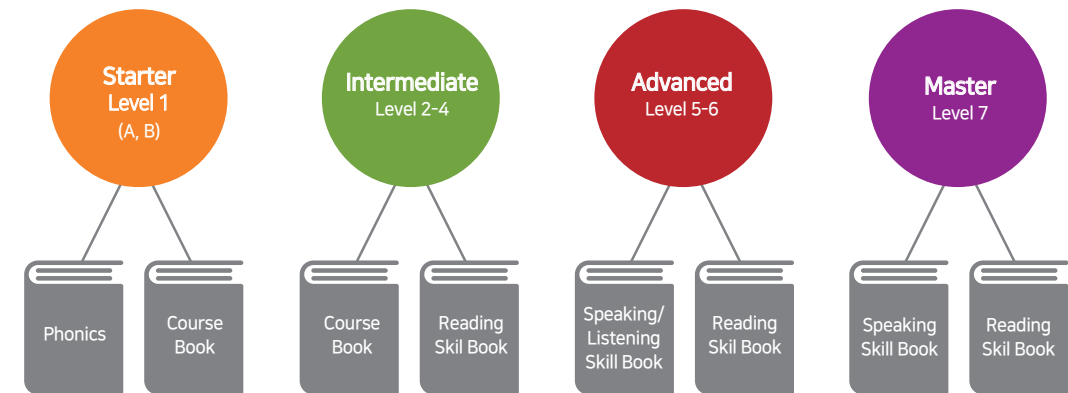 Starter
Level 1
(A, B)
Intermediate
Level 2-4
Advanced
Level 5-6
Master
Level 7
Phonics
Course
Book
Course
Book
Reading
Skil Book
Speaking/
Listening
Skill Book
Reading
Skil Book
Speaking
Skill Book
Reading
Skil Book